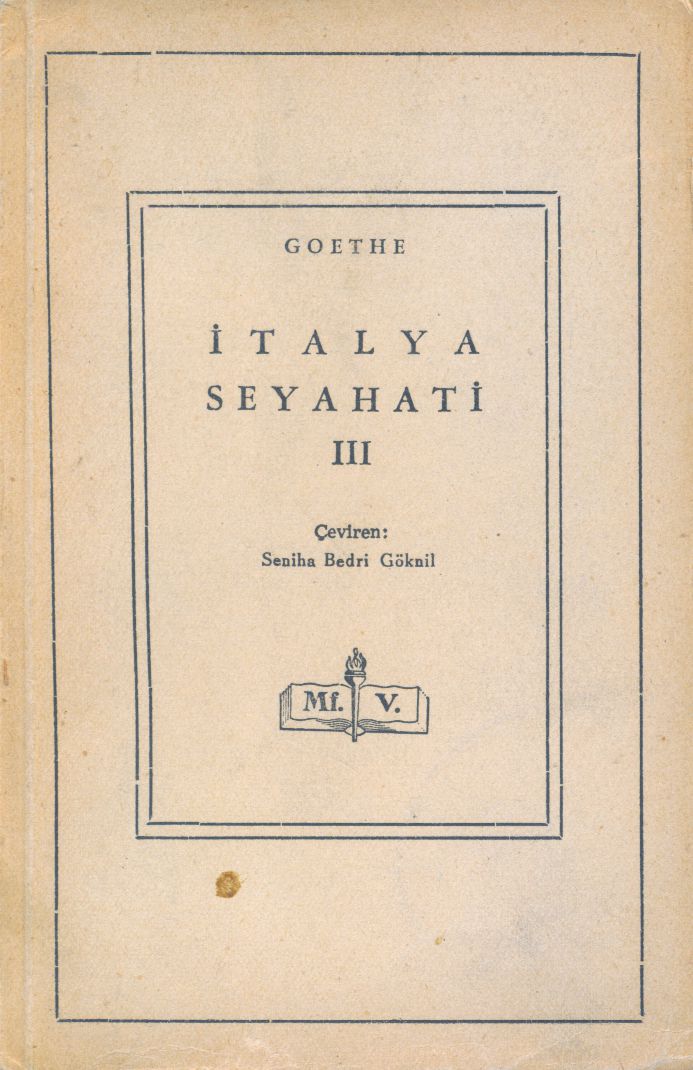 GOETHE
İTALYA
SEYAHATİ
III
Çeviren:
Seniha Bedri Göknil
Mf. V.